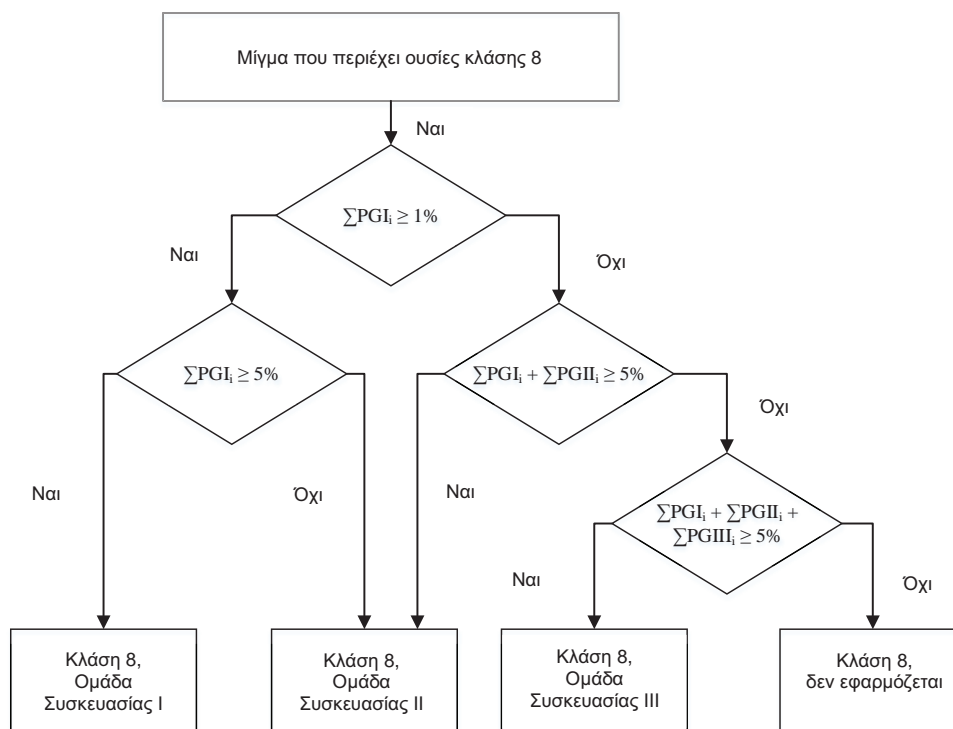 Μίγμα που περιέχει ουσίες κλάσης 8
Ναι
∑PGIᵢ ≥ 1%
Ναι
Όχι
∑PGIᵢ ≥ 5%
∑PGIᵢ + ∑PGIIᵢ ≥ 5%
Όχι
Ναι
Όχι
Ναι
∑PGIᵢ + ∑PGIIᵢ +
∑PGIIIᵢ ≥ 5%
Ναι
Όχι
Κλάση 8,
Ομάδα
Συσκευασίας I
Κλάση 8,
Ομάδα
Συσκευασίας II
Κλάση 8,
Ομάδα
Συσκευασίας III
Κλάση 8,
δεν εφαρμόζεται